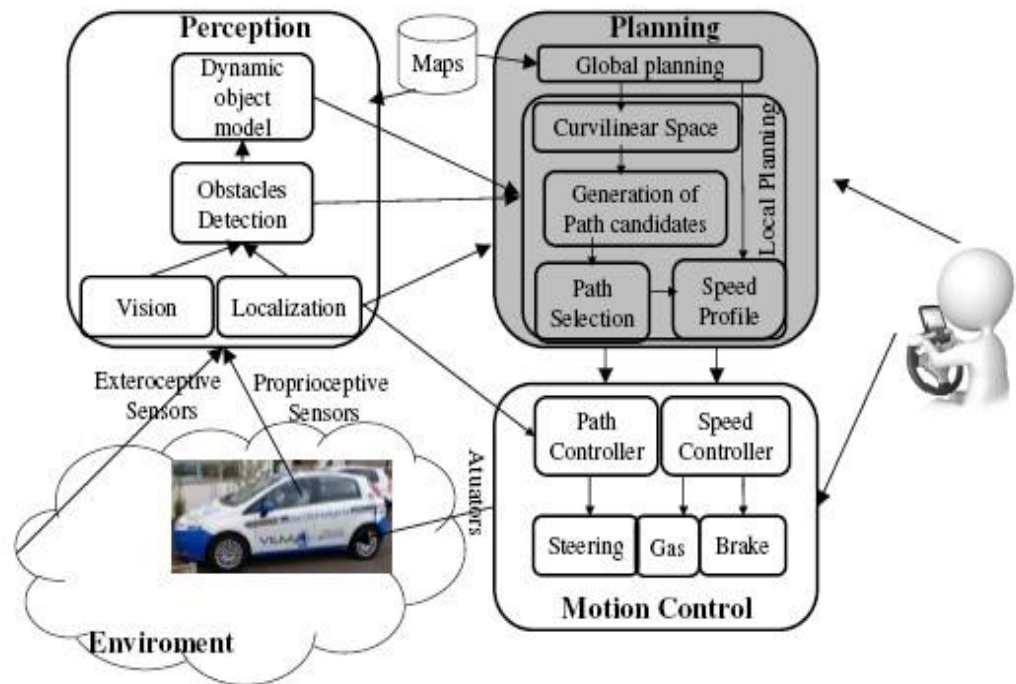 Perception
Dynamic
object
model
Obstacles
Detection
Vision
Localization
Maps
Planning
Global planning
Curvilinear Space
Generation of
Path candidates
Path
Selection
Speed
Profile
Local Planning
Exteroceptive
Sensors
Proprioceptive
Sensors
Atuators
Path
Controller
Speed
Controller
Steering
Gas
Brake
Motion Control
VILMA
Enviroment